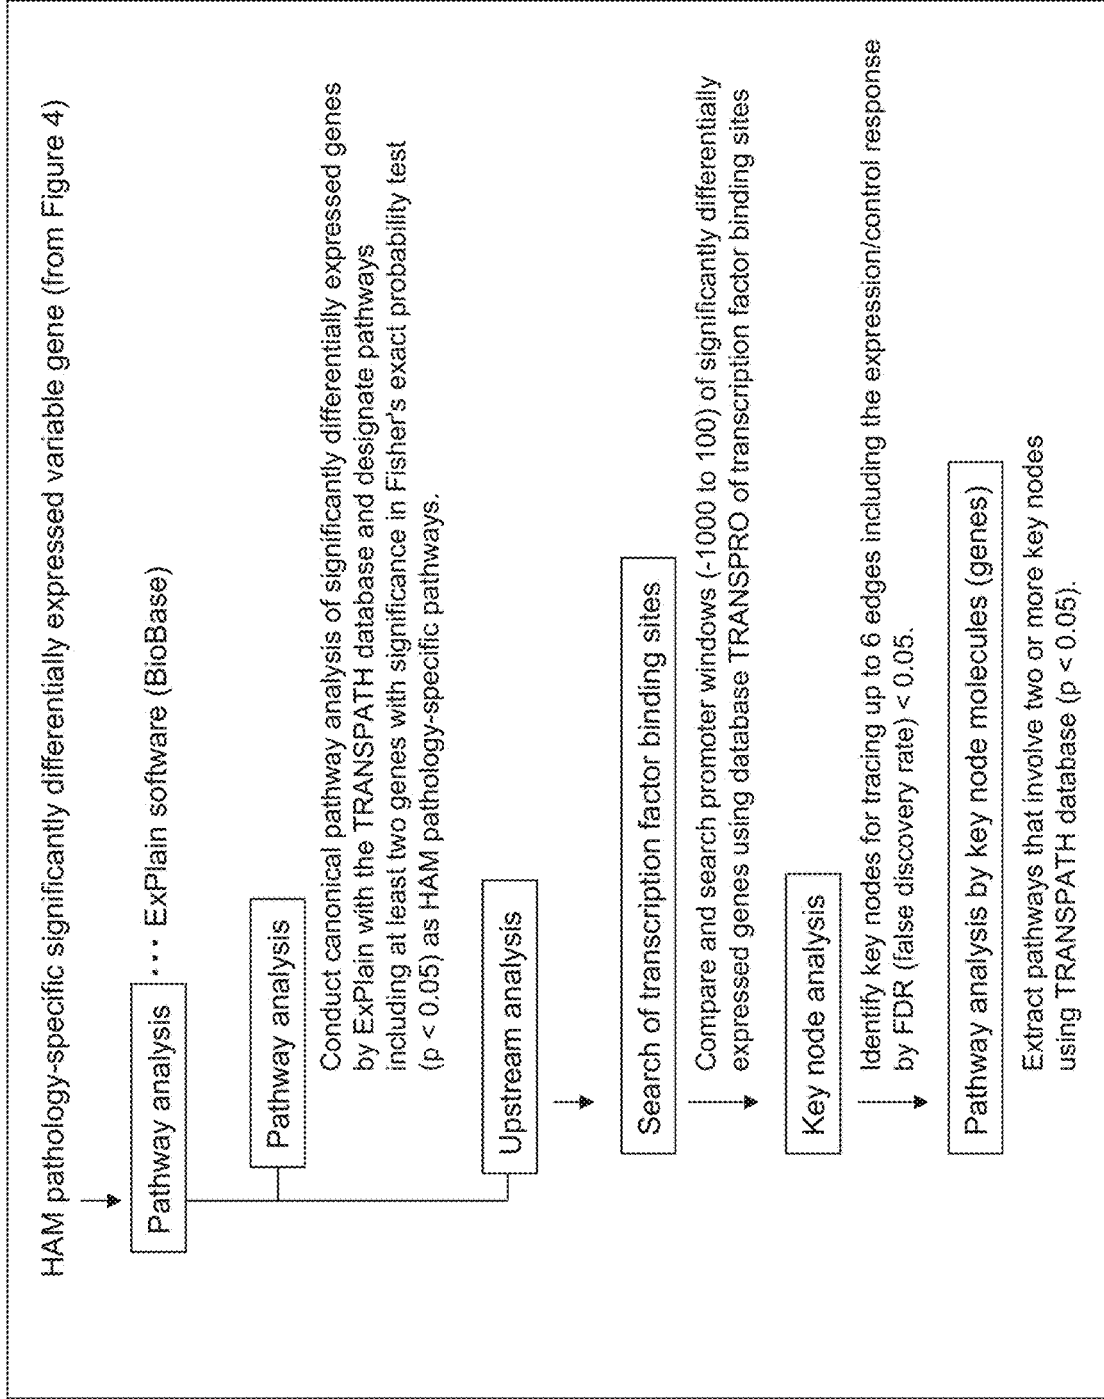 HAM pathology-specific significantly differentially expressed variable gene (from Figure 4)
Pathway analysis ··· ExPlain software (BioBase)
Pathway analysis
Conduct canonical pathway analysis of significantly differentially expressed genes
by ExPlain with the TRANSPATH database and designate pathways
including at least two genes with significance in Fisher's exact probability test
(p < 0.05) as HAM pathology-specific pathways.
Upstream analysis
Search of transcription factor binding sites
Compare and search promoter windows (-1000 to 100) of significantly differentially
expressed genes using database TRANSPRO of transcription factor binding sites
Key node analysis
Identify key nodes for tracing up to 6 edges including the expression/control response
by FDR (false discovery rate) < 0.05.
Pathway analysis by key node molecules (genes)
Extract pathways that involve two or more key nodes
using TRANSPATH database (p < 0.05).